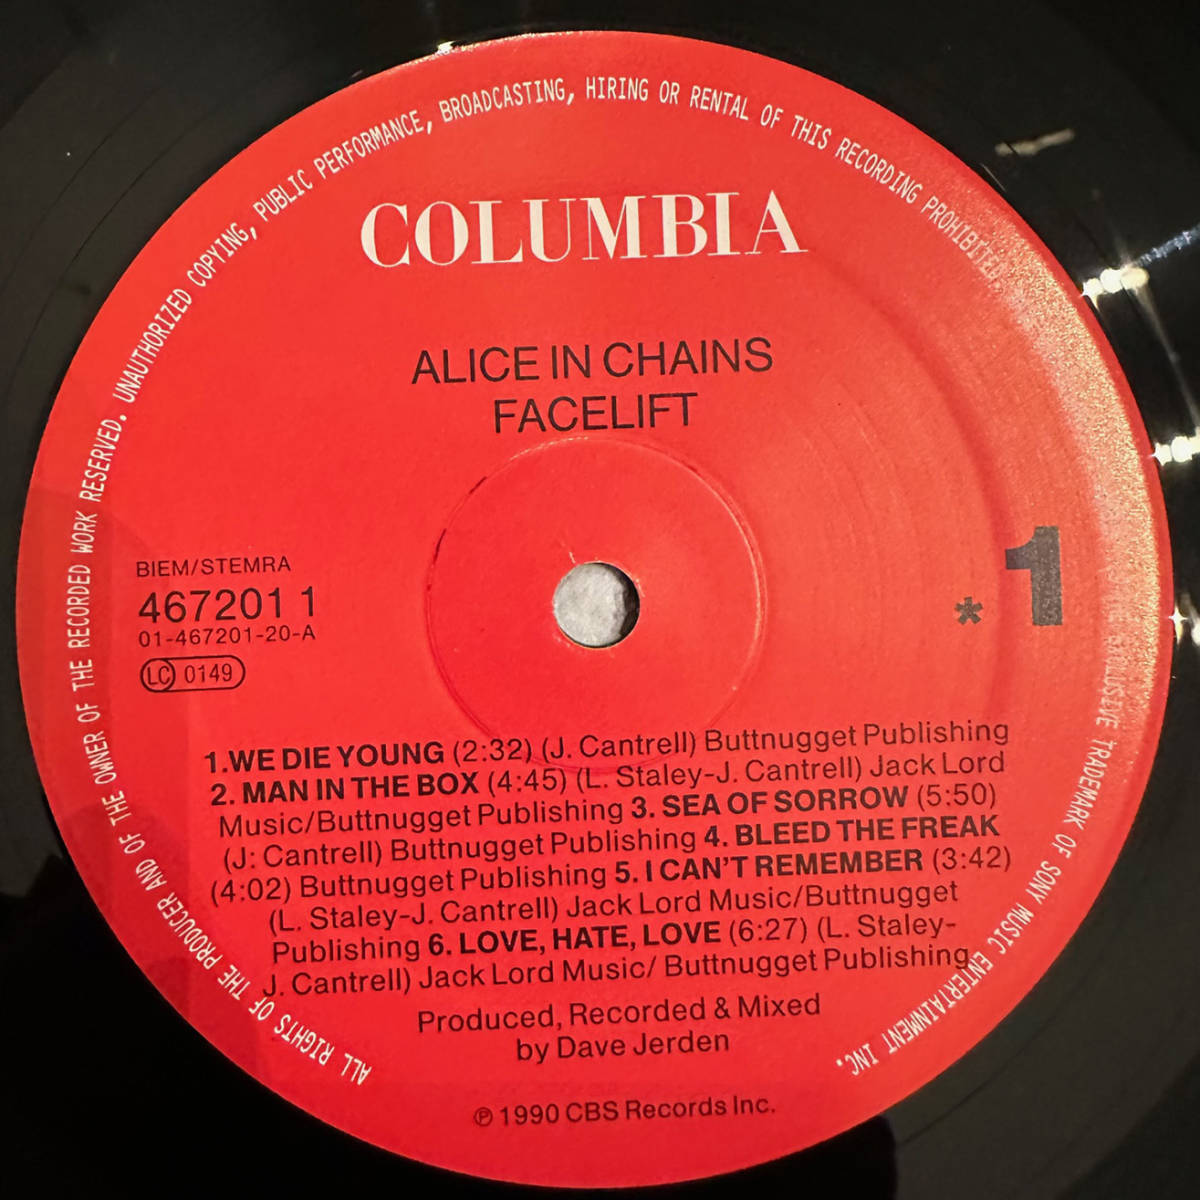 ALL RIGHTS OF THE PRODUCER AND OF THE OWNER OF THE RECORDED WORK RESERVED. UNAUTHORIZED COPYING, PUBLIC PERFORMANCE, BROADCASTING, HIRING OR RENTAL OF THIS RECORDING PROHIBITED
EXCLUSIVE TRADEMARK OF SONY MUSIC ENTERTAINMENT INC.
COLUMBIA
ALICE IN CHAINS
FACELIFT
BIEM/STEMRA
467201 1
01-467201-20-A
LC 0149
* 1
1.WE DIE YOUNG (2:32) (J. Cantrell) Buttnugget Publishing
2. MAN IN THE BOX (4:45) (L. Staley-J. Cantrell) Jack Lord
Music/Buttnugget Publishing 3. SEA OF SORROW (5:50)
(J: Cantrell) Buttnugget Publishing 4. BLEED THE FREAK
(4:02) Buttnugget Publishing 5. I CAN'T REMEMBER (3:42)
(L. Staley-J. Cantrell) Jack Lord Music/Buttnugget
Publishing 6. LOVE, HATE, LOVE (6:27) (L. Staley-
J. Cantrell) Jack Lord Music/ Buttnugget Publishing
Produced, Recorded & Mixed
by Dave Jerden
℗ 1990 CBS Records Inc.